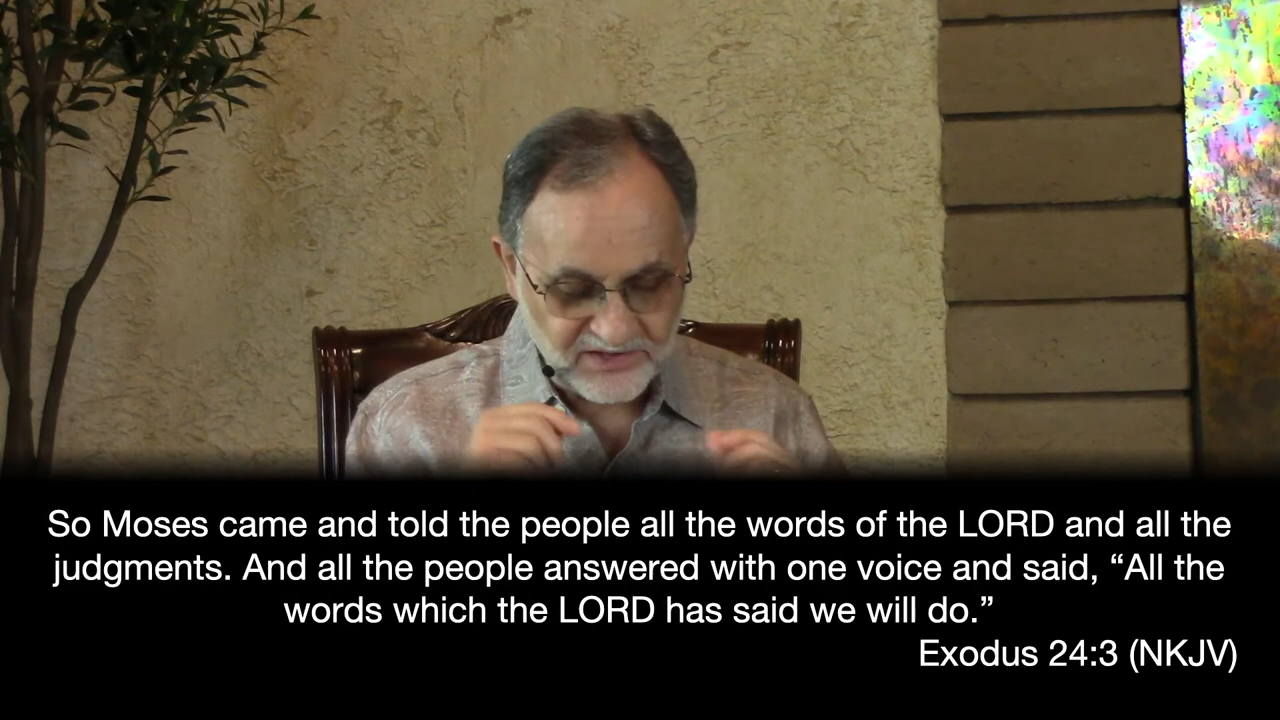 So Moses came and told the people all the words of the LORD and all the
judgments. And all the people answered with one voice and said, “All the
words which the LORD has said we will do.”
Exodus 24:3 (NKJV)